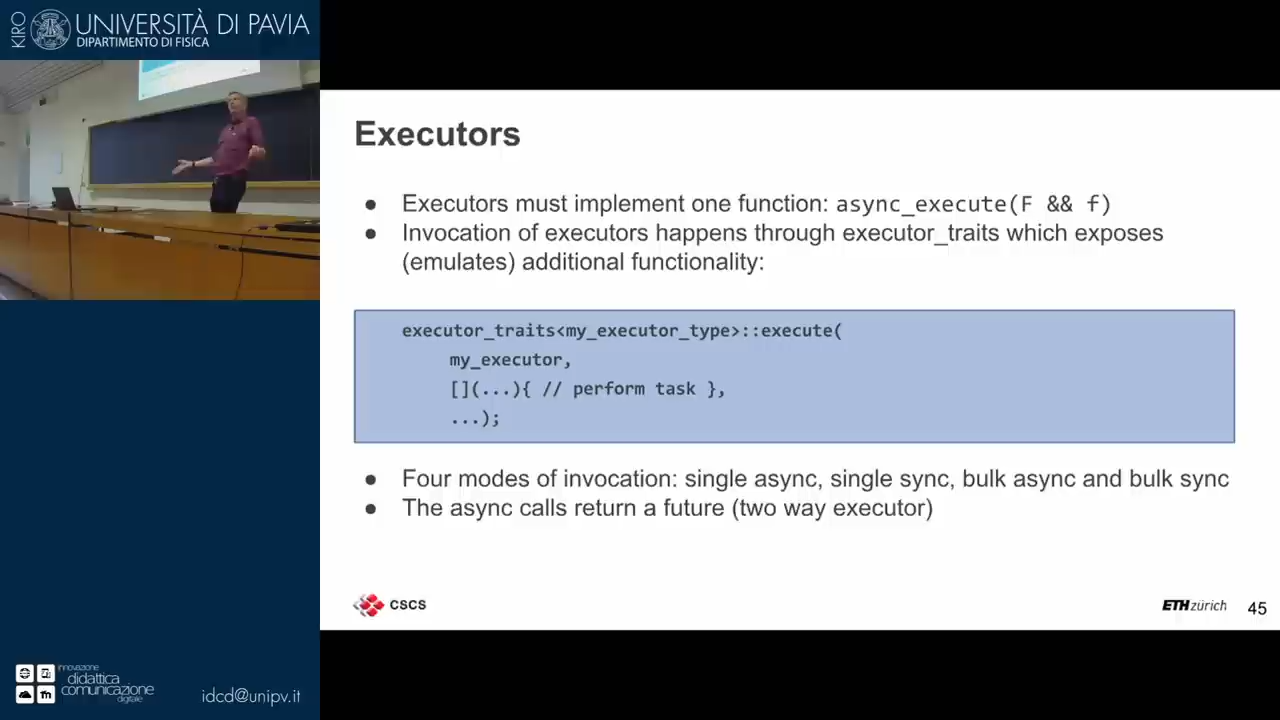 KIRO
UNIVERSITÀ DI PAVIA
DIPARTIMENTO DI FISICA
Executors
● Executors must implement one function: async_execute(F && f)
● Invocation of executors happens through executor_traits which exposes
(emulates) additional functionality:
executor_traits<my_executor_type>::execute(
my_executor,
[](...){ // perform task },
...);
● Four modes of invocation: single async, single sync, bulk async and bulk sync
● The async calls return a future (two way executor)
CSCS
ETH zürich
45
innovazione
didattica
comunicazione
digitale
idcd@unipv.it